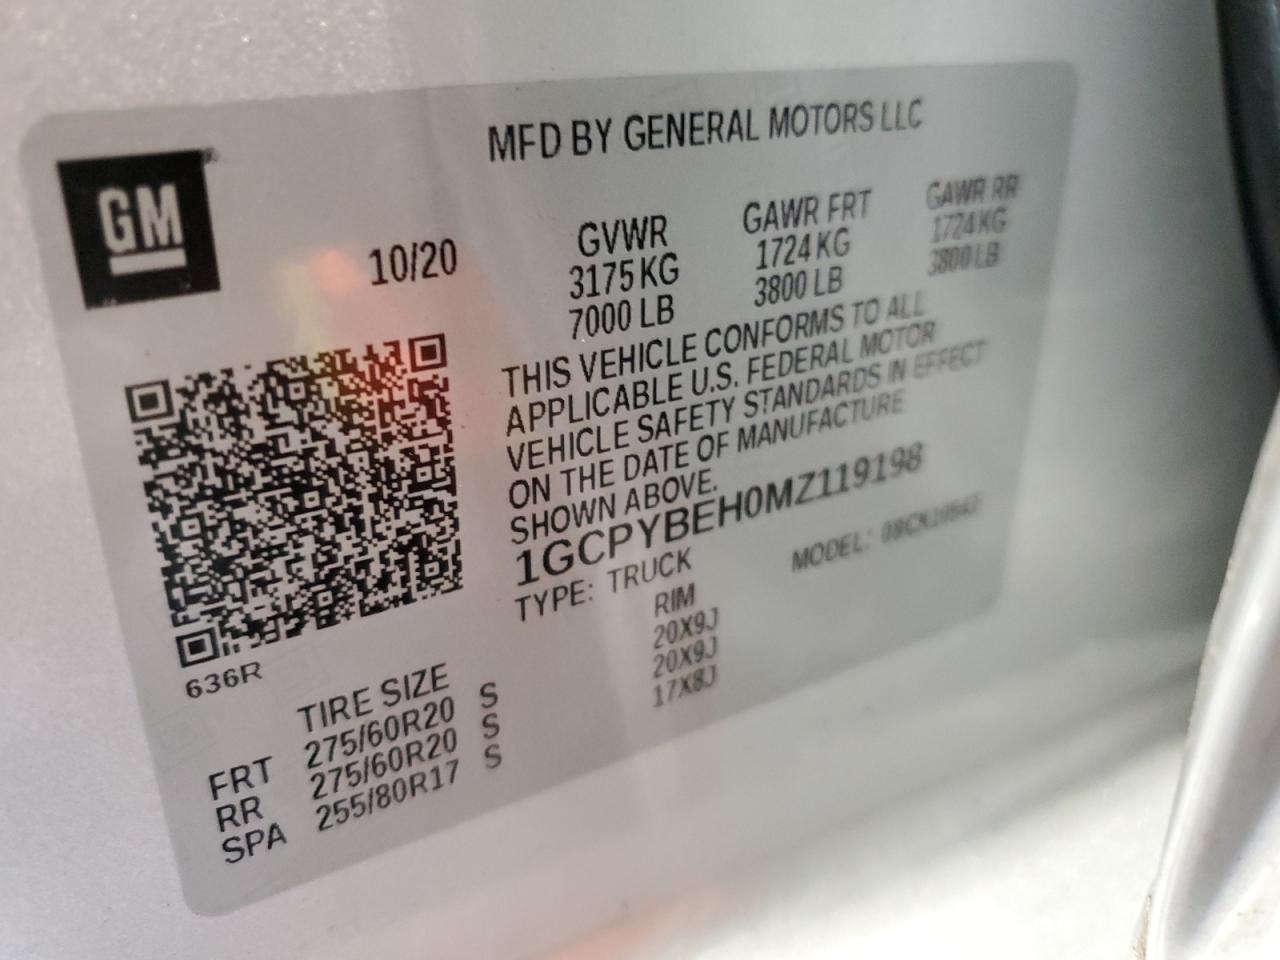 GM
MFD BY GENERAL MOTORS LLC
10/20
GVWR GAWR FRT GAWR RR
3175 KG 1724 KG 1724 KG
7000 LB 3800 LB 3800 LB
THIS VEHICLE CONFORMS TO ALL
APPLICABLE U.S. FEDERAL MOTOR
VEHICLE SAFETY STANDARDS IN EFFECT
ON THE DATE OF MANUFACTURE
SHOWN ABOVE.
1GCPYBEH0MZ119198
TYPE: TRUCK MODEL:
636R
TIRE SIZE RIM
FRT 275/60R20 S 20X9J
RR 275/60R20 S 20X9J
SPA 255/80R17 S 17X8J